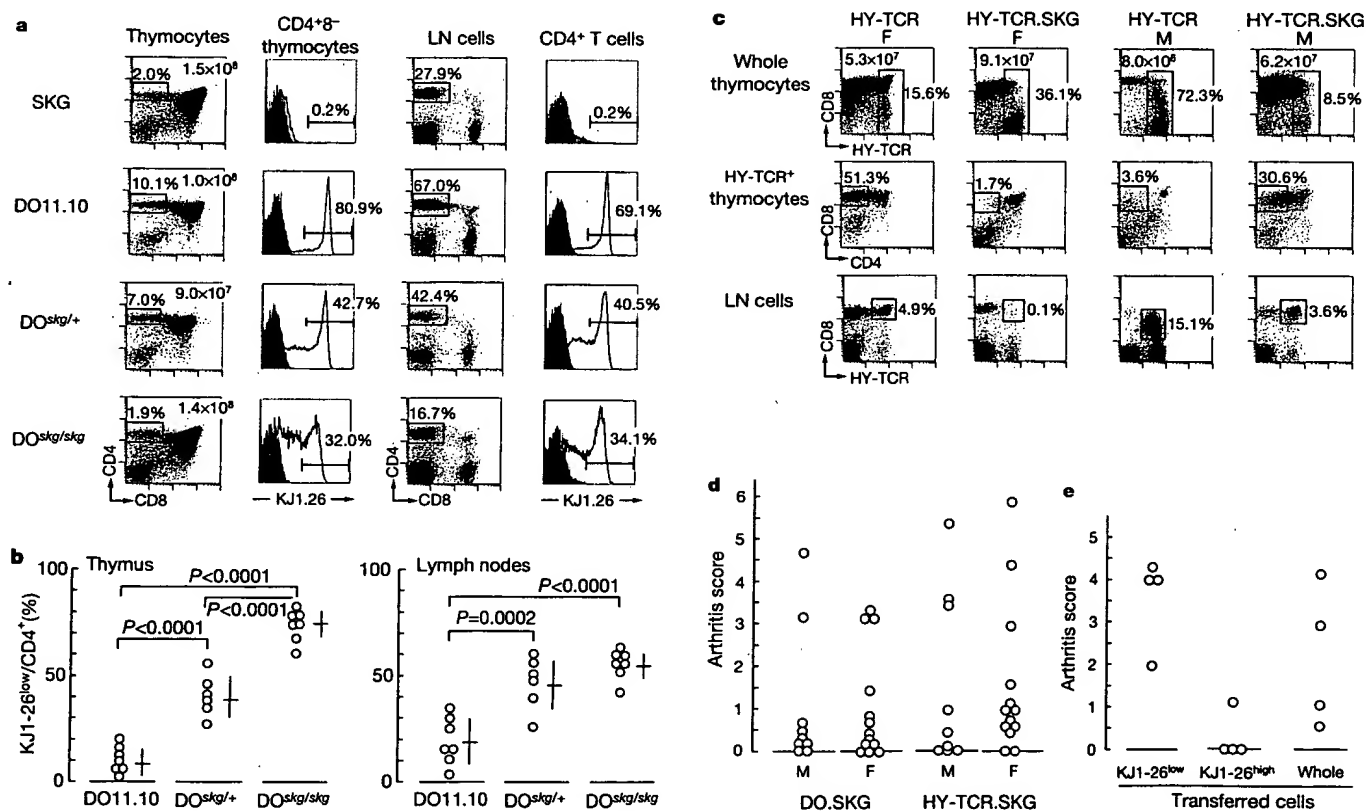 a
Thymocytes
CD4+8- thymocytes
LN cells
CD4+ T cells
SKG
2.0%
1.5×10⁸
0.2%
27.9%
0.2%
DO11.10
10.1%
1.0×10⁸
80.9%
67.0%
69.1%
DOskg/+
7.0%
9.0×10⁷
42.7%
42.4%
40.5%
DOskg/skg
1.9%
1.4×10⁸
32.0%
16.7%
34.1%
CD4
CD8
KJ1.26
CD4
CD8
KJ1.26
b
Thymus
KJ1-26low/CD4+(%)
100
50
0
P<0.0001
P<0.0001
P<0.0001
DO11.10
DOskg/+
DOskg/skg
Lymph nodes
100
50
0
P<0.0001
P=0.0002
DO11.10
DOskg/+
DOskg/skg
c
HY-TCR F
HY-TCR.SKG F
HY-TCR M
HY-TCR.SKG M
Whole thymocytes
5.3×10⁷
15.6%
9.1×10⁷
36.1%
72.3%
6.2×10⁷
8.5%
CD8
HY-TCR
HY-TCR+ thymocytes
51.3%
1.7%
3.6%
30.6%
CD8
CD4
LN cells
4.9%
0.1%
15.1%
3.6%
CD8
HY-TCR
d
Arthritis score
6
5
4
3
2
1
0
M
F
M
F
DO.SKG
HY-TCR.SKG
e
Arthritis score
5
4
3
2
1
0
KJ1-26low
KJ1-26high
Whole
Transferred cells